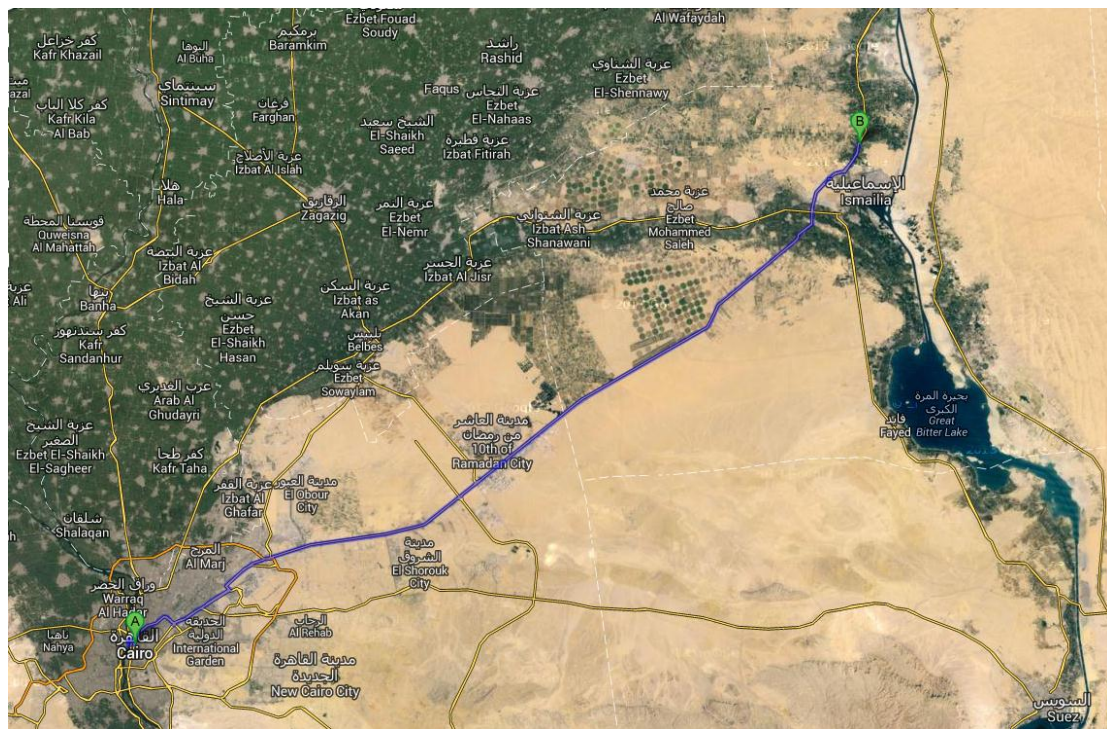 Ezbet Fouad
Soudy
برمكيم
Baramkim
Al Wafaydah
كفر خزاعل
Kafr Khazail
البوها
Al Buha
راشد
Rashid
عزبة الشناوي
Ezbet
El-Shennawy
سينتماى
Sintimay
Faqus
عزبة النحاس
Ezbet
El-Nahaas
كفر كلا الباب
Kafr Kila
Al Bab
فرغان
Farghan
الشيخ سعيد
El-Shaikh
Saeed
عزبة فطيرة
Izbat Fitirah
B
عزبة الأصلاح
Izbat Al Islah
هلا
Hala
الإسماعيلية
Ismailia
الزقازيق
Zagazig
عزبة النمر
Ezbet
El-Nemr
عزبة الشنواني
Izbat Ash
Shanawani
عزبة محمد
صالح
Ezbet
Mohammed
Saleh
قويسنا المحطة
Quweisna
Al Mahattah
عزبة البتضة
Izbat Al
Bidah
عزبة الجسر
Izbat Al Jisr
بنها
Banha
عزبة الشيخ
حسن
Ezbet
El-Shaikh
Hasan
عزبة السكن
Izbat as
Akan
كفر سندنهور
Kafr
Sandanhur
بلبيس
Belbes
عزبة سويلم
Ezbet
Sowaylam
عرب الغديري
Arab Al
Ghudayri
بحيرة المرة
الكبرى
Great
Bitter Lake
فايد
Fayed
عزبة الشيخ
الصغير
Ezbet El-Shaikh
El-Sagheer
كفر طحا
Kafr Taha
مدينة العاشر
من رمضان
10th of
Ramadan City
عزبة القفر
Izbat Al
Ghafar
مدينة العبور
El Obour
City
شلقان
Shalaqan
المرج
Al Marj
مدينة
الشروق
El Shorouk
City
وراق الحضر
Warraq
Al Hadar
A
القاهرة
Cairo
ناهيا
Nahya
الحديقة
الدولية
International
Garden
الرحاب
Al Rehab
مدينة القاهرة
الجديدة
New Cairo City
السويس
Suez